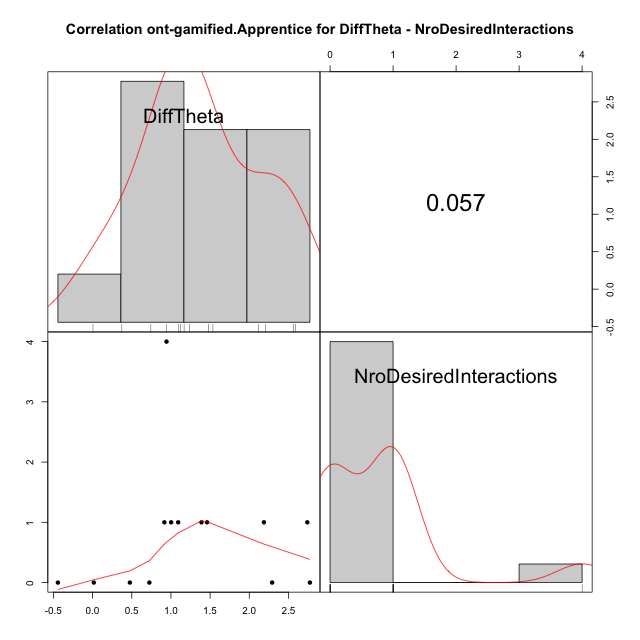 Correlation ont-gamified.Apprentice for DiffTheta - NroDesiredInteractions
0 1 2 3 4
DiffTheta
0.057
-0.5 0.0 0.5 1.0 1.5 2.0 2.5
NroDesiredInteractions
0 1 2 3 4
-0.5 0.0 0.5 1.0 1.5 2.0 2.5